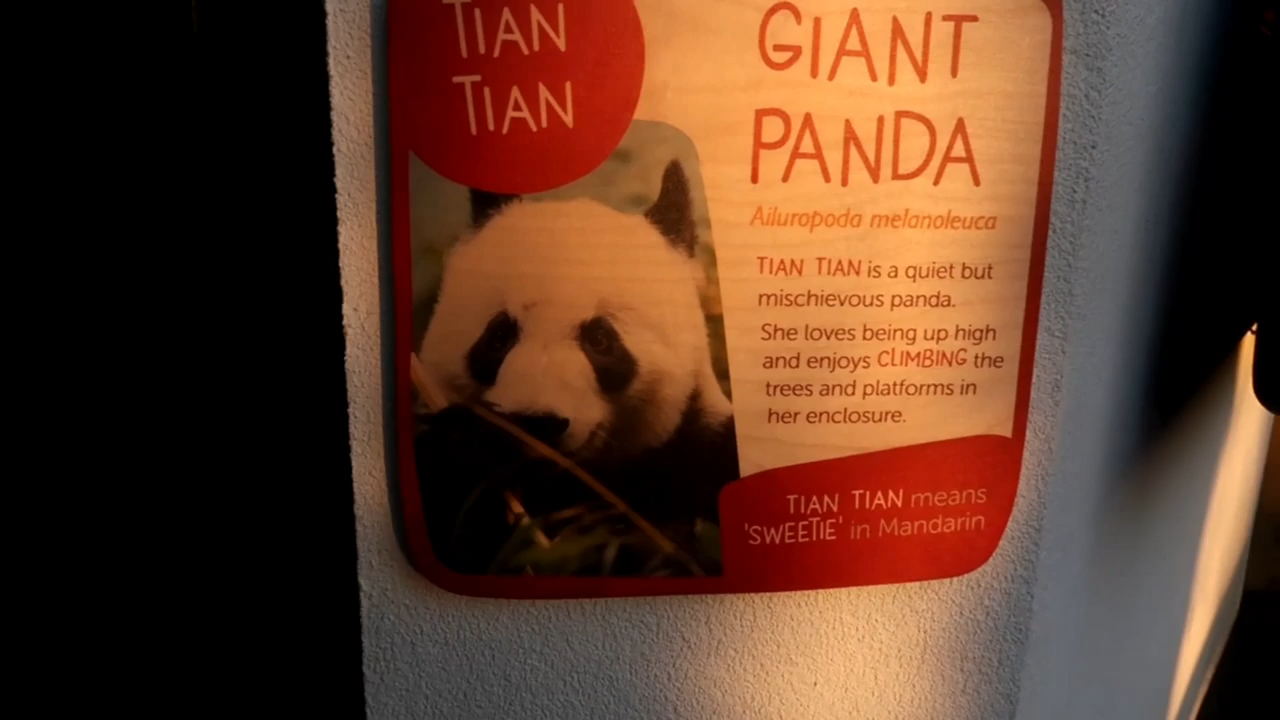 TIAN
TIAN
GIANT
PANDA
Ailuropoda melanoleuca
TIAN TIAN is a quiet but
mischievous panda.
She loves being up high
and enjoys CLIMBING the
trees and platforms in
her enclosure.
TIAN TIAN means
'SWEETIE' in Mandarin